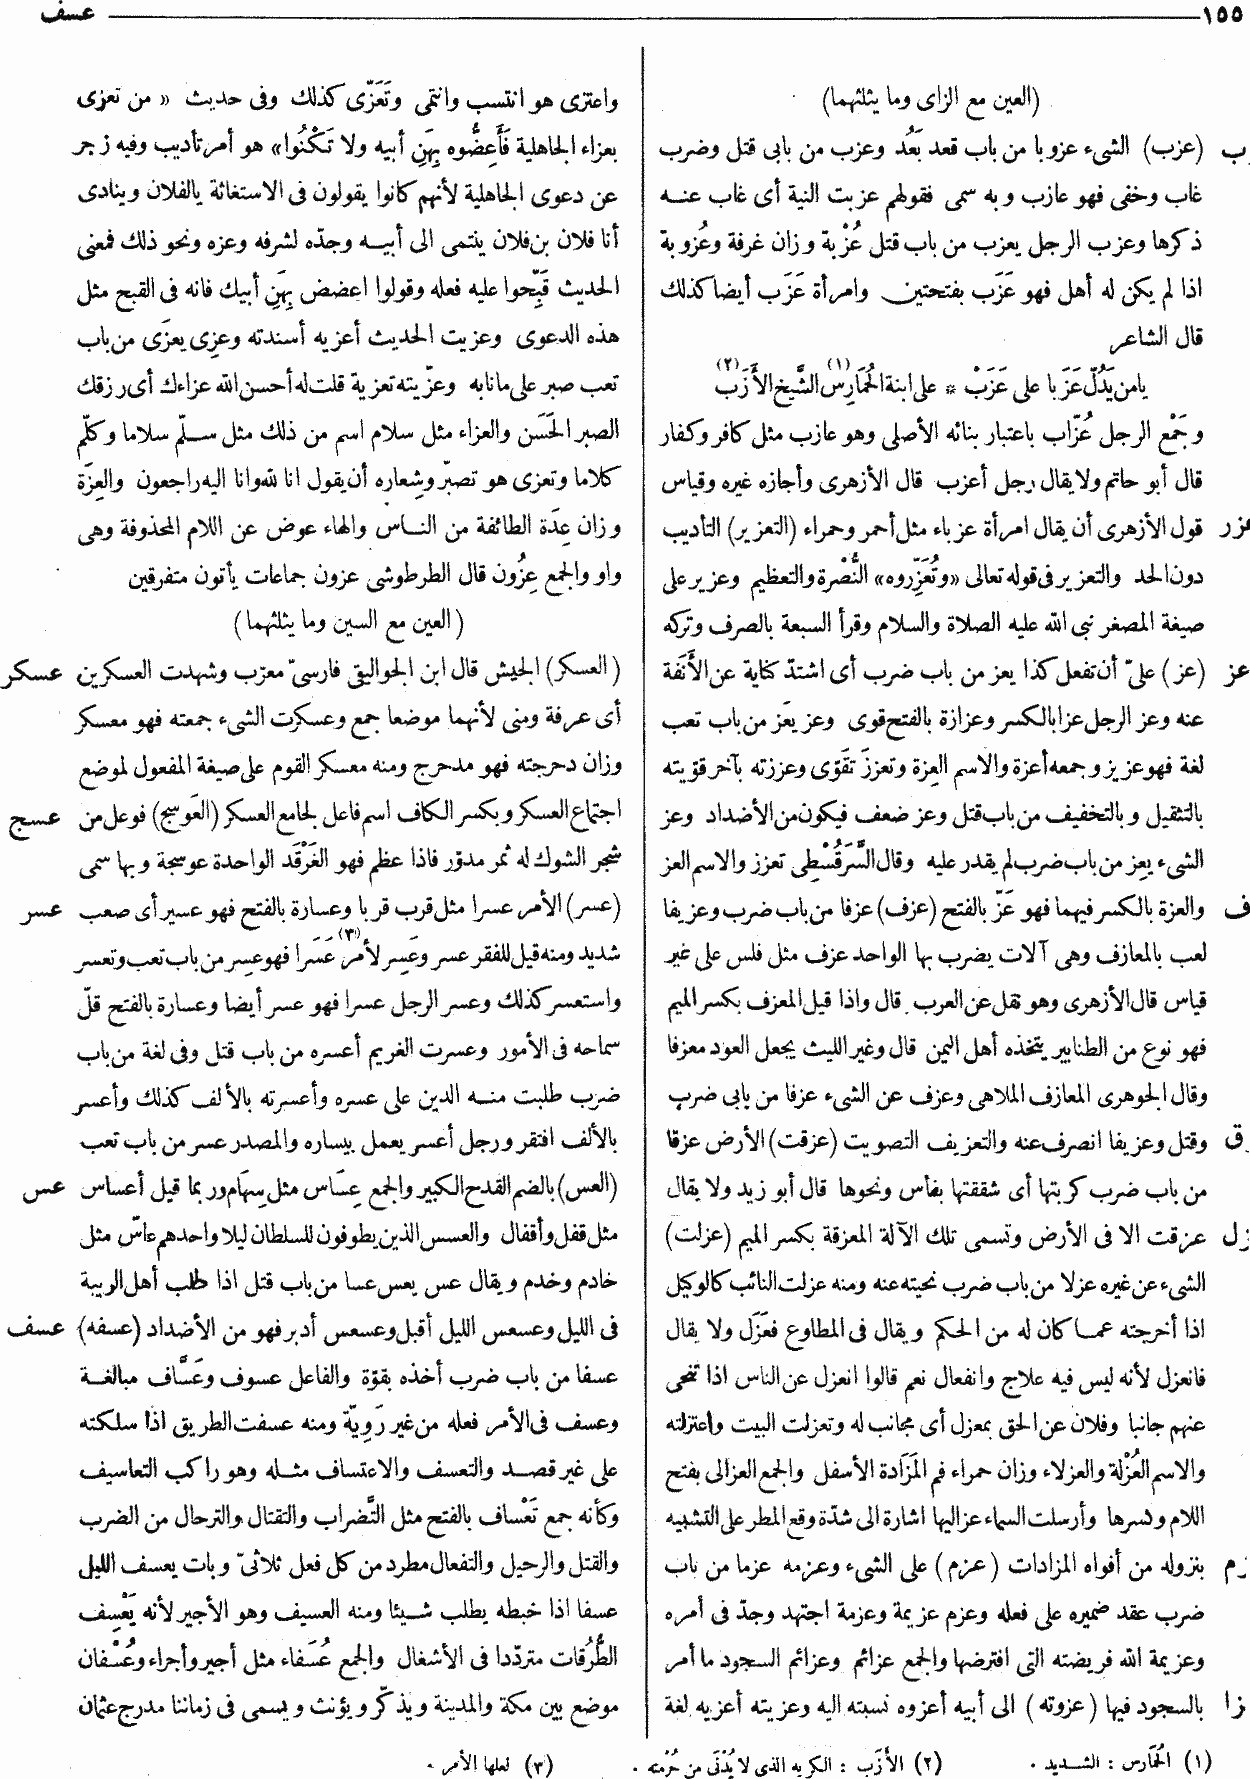 ١٥٥ عسف
(العين مع الزاى وما يثلثهما)
(عزب) الشىء عزوبا من باب قعد بَعُد وعزب من بابى قتل وضرب
غاب وخفى فهو عازب وبه سمى فقولهم عزبت النية أى غاب عنه
ذكرها وعزب الرجل يعزب من باب قتل عُزْبة وزان غرفة وعُزوبة
اذا لم يكن له أهل فهو عَزَب بفتحتين وامرأة عَزَب أيضا كذلك
قال الشاعر
يامن يَدُلّ عَزَبا على عَزَبْ * على ابنة الحُمَارِس(١) الشَّيخ الأَزَب(٢)
وجَمْع الرجل عُزّاب باعتبار بنائه الأصلى وهو عازب مثل كافر وكفار
قال أبو حاتم ولا يقال رجل أعزب قال الأزهرى وأجازه غيره وقياس
عزر قول الأزهرى أن يقال امرأة عزباء مثل أحمر وحمراء (التعزير) التأديب
دون الحد والتعزير فى قوله تعالى «وتُعَزِّروه» النُّصْرة والتعظيم وعزير على
صيغة المصغر نبى الله عليه الصلاة والسلام وقرأ السبعة بالصرف وتركه
عز (عز) علىّ أن تفعل كذا يعز من باب ضرب أى اشتدّ كناية عن الأَنَفة
عنه وعز الرجل عزا بالكسر وعزازة بالفتح قوى وعز يعَز من باب تعب
لغة فهو عزيز وجمعه أعزة والاسم العِزة وتعززَ تقَوّى وعززته بآخر قويته
بالتثقيل وبالتخفيف من باب قتل وعز ضعف فيكون من الأضداد وعز
الشىء يعِز من باب ضرب لم يقدر عليه وقال السَّرَقُسْطِى تعزز والاسم العز
والعزة بالكسر فيهما فهو عَزّ بالفتح (عزف) عزفا من باب ضرب وعزيفا
لعب بالمعازف وهى آلات يضرب بها الواحد عزف مثل فلس على غير
قياس قال الأزهرى وهو نقل عن العرب قال واذا قيل المعزف بكسر الميم
فهو نوع من الطنابير يتخذه أهل اليمن قال وغير الليث يجعل العود معزفا
وقال الجوهرى المعازف الملاهى وعزف عن الشىء عزفا من بابى ضرب
وقتل وعزيفا انصرف عنه والتعزيف التصويت (عزقت) الأرض عزقا
من باب ضرب كربتها أى شققتها بفأس ونحوها قال أبو زيد ولا يقال
عزقت الا فى الأرض وتسمى تلك الآلة المعزقة بكسر الميم (عزلت)
الشىء عن غيره عزلا من باب ضرب نحيته عنه ومنه عزلت النائب كالوكيل
اذا أخرجته عما كان له من الحكم ويقال فى المطاوع فعَزَل ولا يقال
فانعزل لأنه ليس فيه علاج وانفعال نعم قالوا انعزل عن الناس اذا تنحى
عنهم جانبا وفلان عن الحق بمعزل أى مجانب له وتعزلت البيت واعتزلته
والاسم العُزْلة والعزلاء وزان حمراء فم المَزَادة الأسفل والجمع العزالى بفتح
اللام وكسرها وأرسلت السماء عزاليها اشارة الى شدّة وقع المطر على التشبيه
بنزوله من أفواه المزادات (عزم) على الشىء وعزمه عزما من باب
ضرب عقد ضميره على فعله وعزم عزيمة وعزمة اجتهد وجدّ فى أمره
وعزيمة الله فريضته التى افترضها والجمع عزائم وعزائم السجود ما أمر
بالسجود فيها (عزوته) الى أبيه أعزوه نسبته اليه وعزيته أعزيه لغة
واعتزى هو انتسب وانتمى وتَعَزّى كذلك وفى حديث « من تعزى
بعزاء الجاهلية فَأَعِضُّوه بِهَنِ أبيه ولا تَكْنُوا» هو أمر تأديب وفيه زجر
عن دعوى الجاهلية لأنهم كانوا يقولون فى الاستغاثة يالفلان وينادى
أنا فلان بن فلان ينتمى الى أبيه وجدّه لشرفه وعزه ونحو ذلك فمعنى
الحديث قَبِّحوا عليه فعله وقولوا اعضض بِهَنِ أبيك فانه فى القبح مثل
هذه الدعوى وعزيت الحديث أعزيه أسندته وعزِى يعزَى من باب
تعب صبر على ما نابه وعزّيته تعزية قلت له أحسن الله عزاءك أى رزقك
الصبر الحَسَن والعزاء مثل سلام اسم من ذلك مثل سلّم سلاما وكلّم
كلاما وتعزى هو تصبّر وشِعاره أن يقول انا لله وانا اليه راجعون والعِزَة
وزان عِدَة الطائفة من الناس والهاء عوض عن اللام المحذوفة وهى
واو والجمع عِزُون قال الطرطوشى عزون جماعات يأتون متفرقين
(العين مع السين وما يثلثهما)
(العسكر) الجيش قال ابن الجواليقى فارسىّ معرّب وشهدت العسكرين عسكر
أى عرفة ومنى لأنهما موضعا جمع وعسكرت الشىء جمعته فهو معسكر
وزان دحرجته فهو مدحرج ومنه معسكر القوم على صيغة المفعول لموضع
اجتماع العسكر وبكسر الكاف اسم فاعل لجامع العسكر (العَوسج) فوعل من عسج
شجر الشوك له ثمر مدوّر فاذا عظم فهو الغَرْقَد الواحدة عوسجة وبها سمى
(عسر) الأمر عسرا مثل قرب قربا وعسارة بالفتح فهو عسير أى صعب عسر
شديد ومنه قيل للفقر عسر وعَسِر لأمر(٣) عَسَرا فهو عسِر من باب تعب وتعسر
واستعسر كذلك وعسر الرجل عسرا فهو عسر أيضا وعسارة بالفتح قلّ
سماحه فى الأمور وعسرت الغريم أعسره من باب قتل وفى لغة من باب
ضرب طلبت منه الدين على عسره وأعسرته بالألف كذلك وأعسر
بالألف افتقر ورجل أعسر يعمل بيساره والمصدر عسر من باب تعب
(العس) بالضم القدح الكبير والجمع عِسَاس مثل سِهَام وربما قيل أعساس عس
مثل قفل وأقفال والعسس الذين يطوفون للسلطان ليلا واحدهم عاسّ مثل
خادم وخدم ويقال عس يعس عسا من باب قتل اذا طلب أهل الريبة
فى الليل وعسعس الليل أقبل وعسعس أدبر فهو من الأضداد (عسفه) عسف
عسفا من باب ضرب أخذه بقوّة والفاعل عسوف وعَسَّاف مبالغة
وعسف فى الأمر فعله من غير رَوِيّة ومنه عسفت الطريق اذا سلكته
على غير قصد والتعسف والاعتساف مثله وهو راكب التعاسيف
وكأنه جمع تَعْساف بالفتح مثل التَّضراب والتقتال والترحال من الضرب
والقتل والرحيل والتفعال مطرد من كل فعل ثلاثىّ وبات يعسف الليل
عسفا اذا خبطه يطلب شيئا ومنه العسيف وهو الأجير لأنه يَعْسِف
الطُّرُقات متردّدا فى الأشغال والجمع عُسَفاء مثل أجير وأجراء وعُسْفان
موضع بين مكة والمدينة ويذكّر ويؤنث ويسمى فى زماننا مدرج عثمان
(١) الحُمَارس : الشديد . (٢) الأَزَب : الكريه الذى لا يُدْنَى من حُرْمته . (٣) لعلها الأمر .